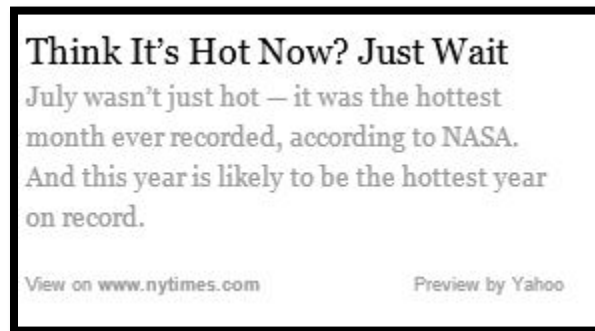 Think It’s Hot Now? Just Wait
July wasn’t just hot — it was the hottest
month ever recorded, according to NASA.
And this year is likely to be the hottest year
on record.
View on www.nytimes.com Preview by Yahoo